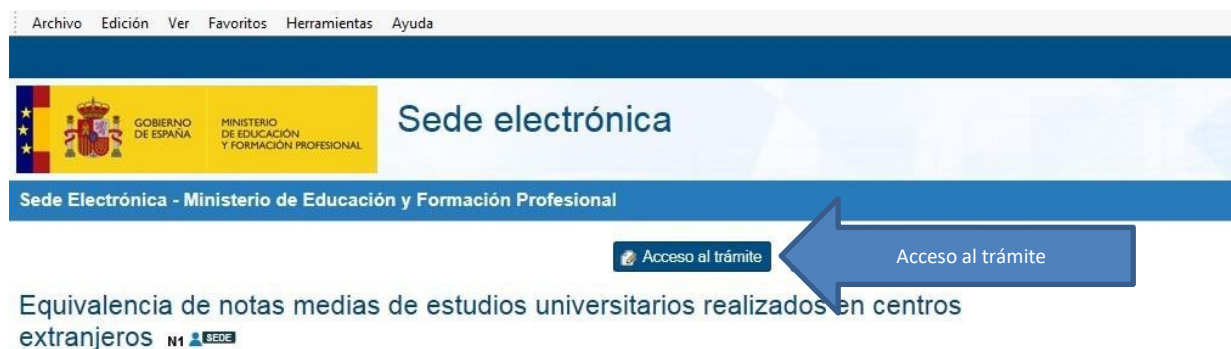 Archivo Edición Ver Favoritos Herramientas Ayuda
GOBIERNO DE ESPAÑA
MINISTERIO DE EDUCACIÓN Y FORMACIÓN PROFESIONAL
Sede electrónica
Sede Electrónica - Ministerio de Educación y Formación Profesional
Acceso al trámite
Acceso al trámite
Equivalencia de notas medias de estudios universitarios realizados en centros
extranjeros N1 SEDE